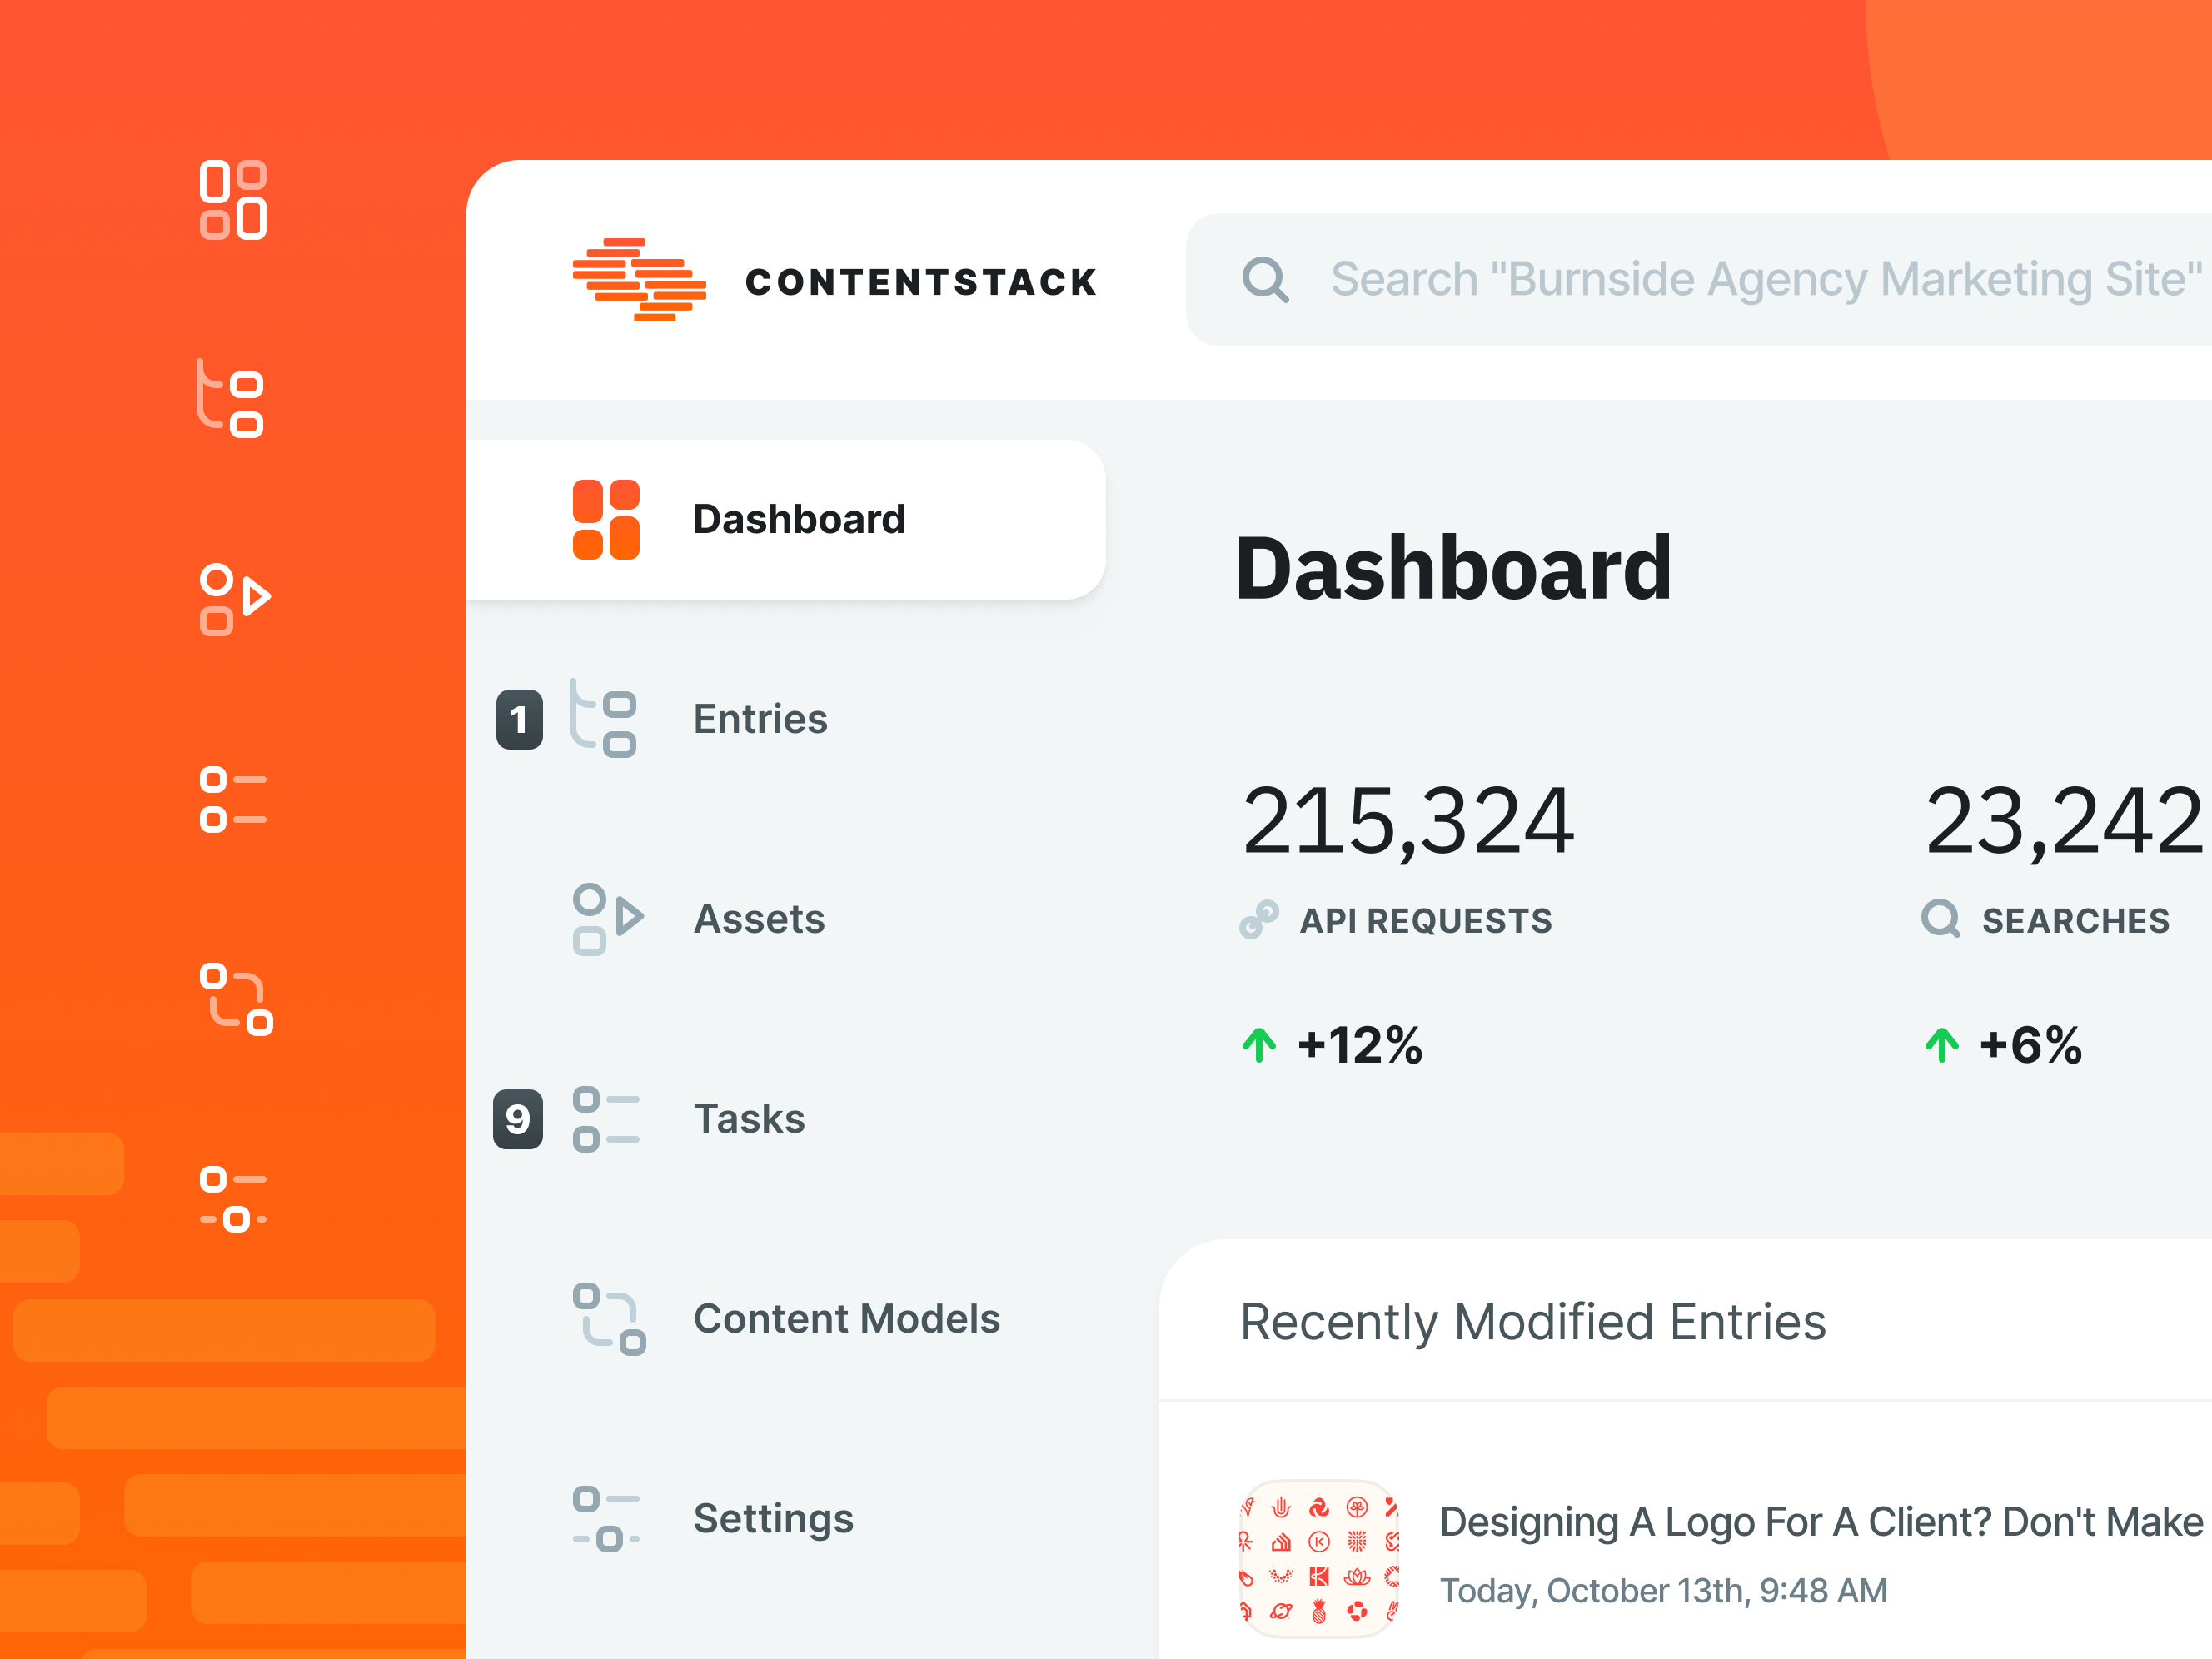 CONTENTSTACK
Search "Burnside Agency Marketing Site"
Dashboard
1 Entries
Assets
9 Tasks
Content Models
Settings
Dashboard
215,324
API REQUESTS
+12%
23,242
SEARCHES
+6%
Recently Modified Entries
Designing A Logo For A Client? Don't Make
Today, October 13th, 9:48 AM